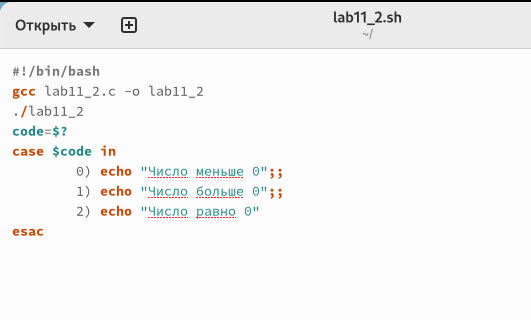 Открыть
lab11_2.sh
~/
#!/bin/bash
gcc lab11_2.c -o lab11_2
./lab11_2
code=$?
case $code in
        0) echo "Число меньше 0";;
        1) echo "Число больше 0";;
        2) echo "Число равно 0"
esac